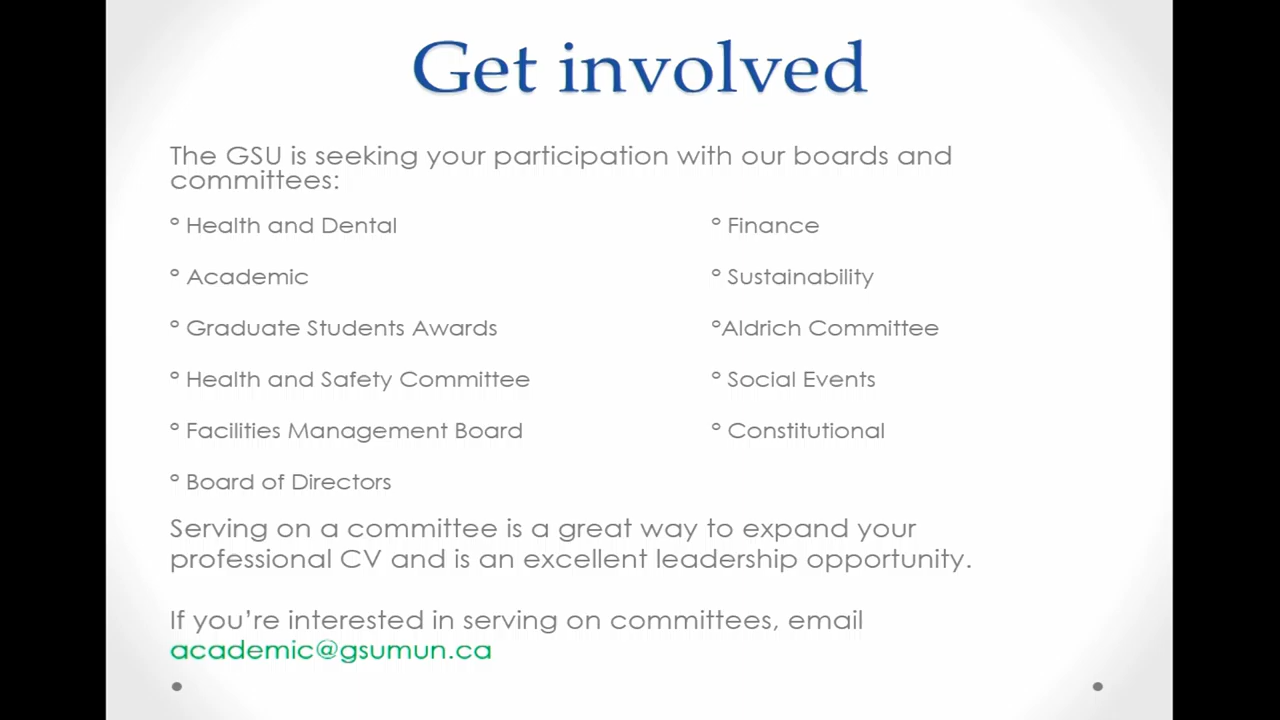 Get involved
The GSU is seeking your participation with our boards and
committees:
° Health and Dental
° Academic
° Graduate Students Awards
° Health and Safety Committee
° Facilities Management Board
° Board of Directors
° Finance
° Sustainability
°Aldrich Committee
° Social Events
° Constitutional
Serving on a committee is a great way to expand your
professional CV and is an excellent leadership opportunity.
If you’re interested in serving on committees, email
academic@gsumun.ca